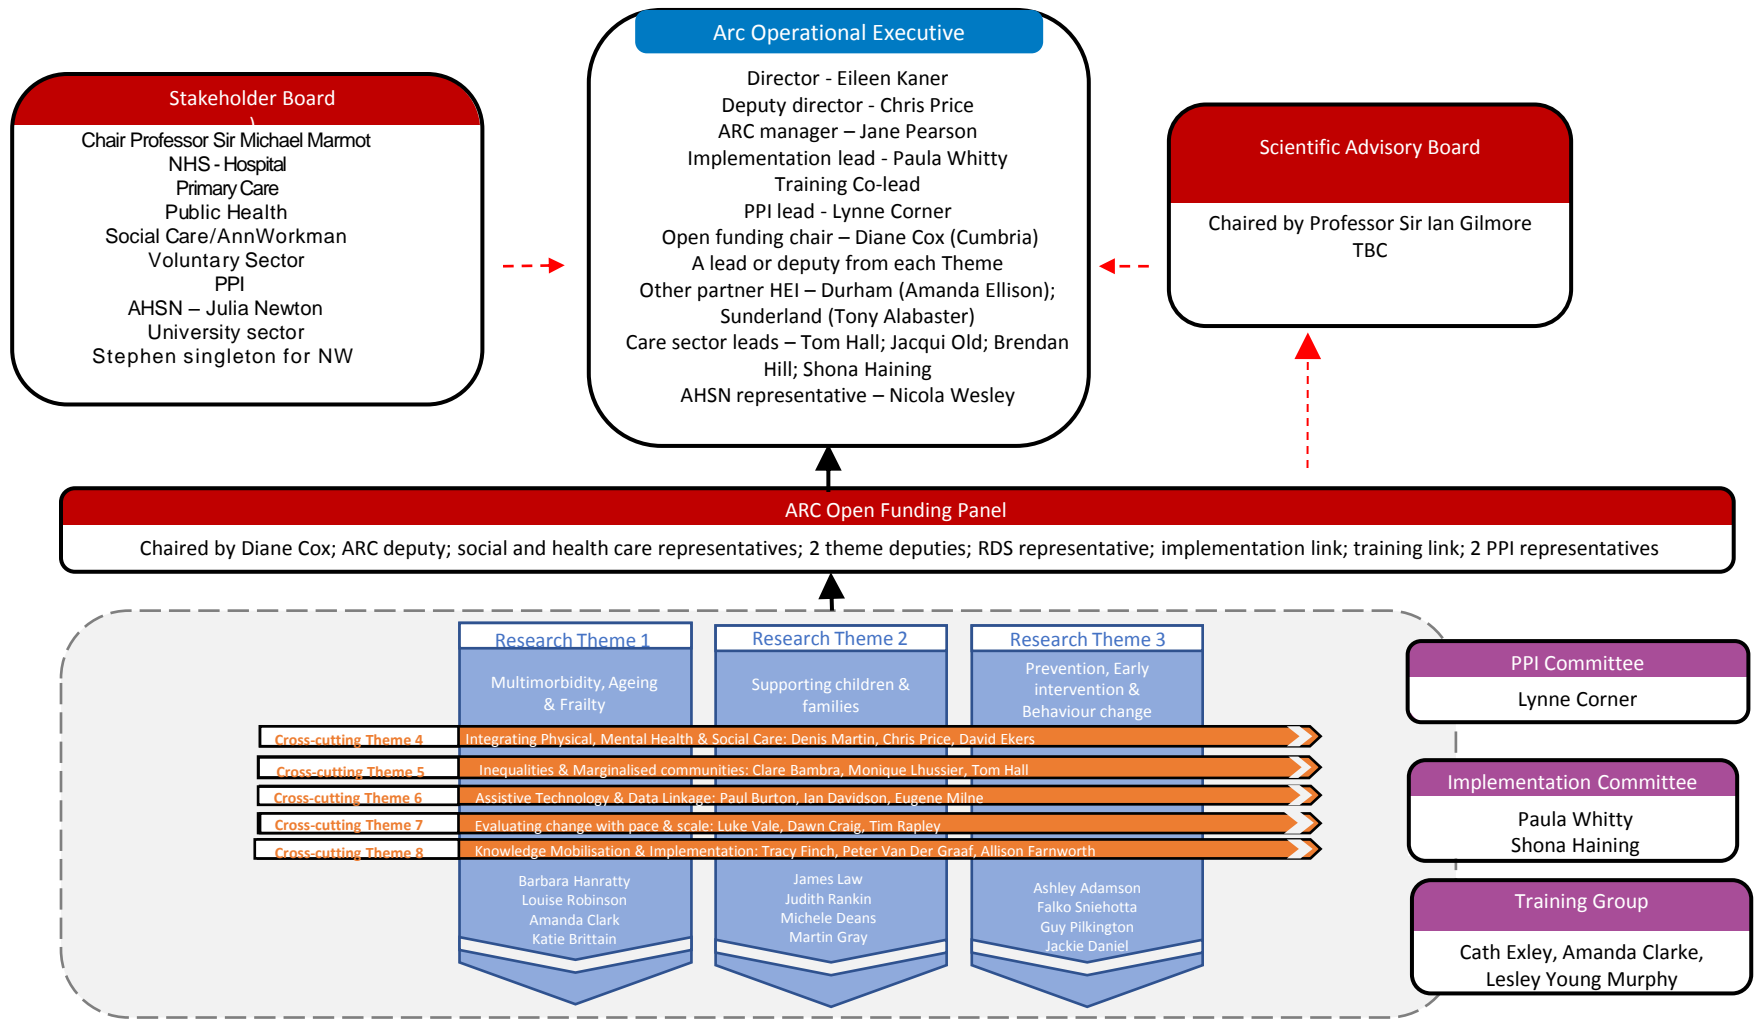 Arc Operational Executive
Director - Eileen Kaner
Deputy director - Chris Price
ARC manager – Jane Pearson
Implementation lead - Paula Whitty
Training Co-lead
PPI lead - Lynne Corner
Open funding chair – Diane Cox (Cumbria)
A lead or deputy from each Theme
Other partner HEI – Durham (Amanda Ellison);
Sunderland (Tony Alabaster)
Care sector leads – Tom Hall; Jacqui Old; Brendan
Hill; Shona Haining
AHSN representative – Nicola Wesley
Stakeholder Board
)
Chair Professor Sir Michael Marmot
NHS - Hospital
Primary Care
Public Health
Social Care/AnnWorkman
Voluntary Sector
PPI
AHSN – Julia Newton
University sector
Stephen singleton for NW
Scientific Advisory Board
Chaired by Professor Sir Ian Gilmore
TBC
ARC Open Funding Panel
Chaired by Diane Cox; ARC deputy; social and health care representatives; 2 theme deputies; RDS representative; implementation link; training link; 2 PPI representatives
Research Theme 1
Multimorbidity, Ageing
& Frailty
Research Theme 2
Supporting children &
families
Research Theme 3
Prevention, Early
intervention &
Behaviour change
Cross-cutting Theme 4
Integrating Physical, Mental Health & Social Care: Denis Martin, Chris Price, David Ekers
Cross-cutting Theme 5
Inequalities & Marginalised communities: Clare Bambra, Monique Lhussier, Tom Hall
Cross-cutting Theme 6
Assistive Technology & Data Linkage: Paul Burton, Ian Davidson, Eugene Milne
Cross-cutting Theme 7
Evaluating change with pace & scale: Luke Vale, Dawn Craig, Tim Rapley
Cross-cutting Theme 8
Knowledge Mobilisation & Implementation: Tracy Finch, Peter Van Der Graaf, Allison Farnworth
Barbara Hanratty
Louise Robinson
Amanda Clark
Katie Brittain
James Law
Judith Rankin
Michele Deans
Martin Gray
Ashley Adamson
Falko Sniehotta
Guy Pilkington
Jackie Daniel
PPI Committee
Lynne Corner
Implementation Committee
Paula Whitty
Shona Haining
Training Group
Cath Exley, Amanda Clarke,
Lesley Young Murphy